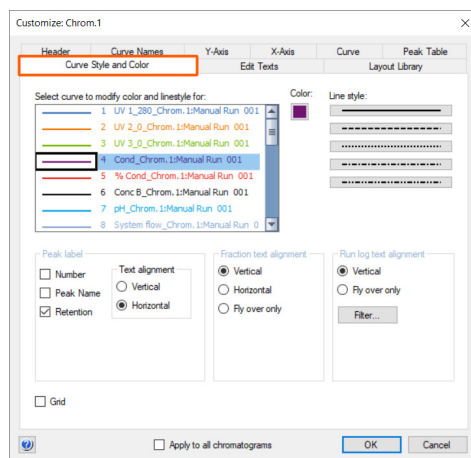 Customize: Chrom.1
Header Curve Names Y-Axis X-Axis Curve Peak Table
Curve Style and Color Edit Texts Layout Library
Select curve to modify color and linestyle for: Color: Line style:
1 UV 1_280_Chrom.1:Manual Run 001
2 UV 2_0_Chrom.1:Manual Run 001
3 UV 3_0_Chrom.1:Manual Run 001
4 Cond_Chrom.1:Manual Run 001
5 % Cond_Chrom.1:Manual Run 001
6 Conc B_Chrom.1:Manual Run 001
7 pH_Chrom.1:Manual Run 001
8 System flow_Chrom.1:Manual Run 0
Peak label Fraction text alignment Run log text alignment
Number Text alignment Vertical Vertical
Peak Name Vertical Horizontal Fly over only
Retention Horizontal Fly over only Filter...
Grid
Apply to all chromatograms OK Cancel